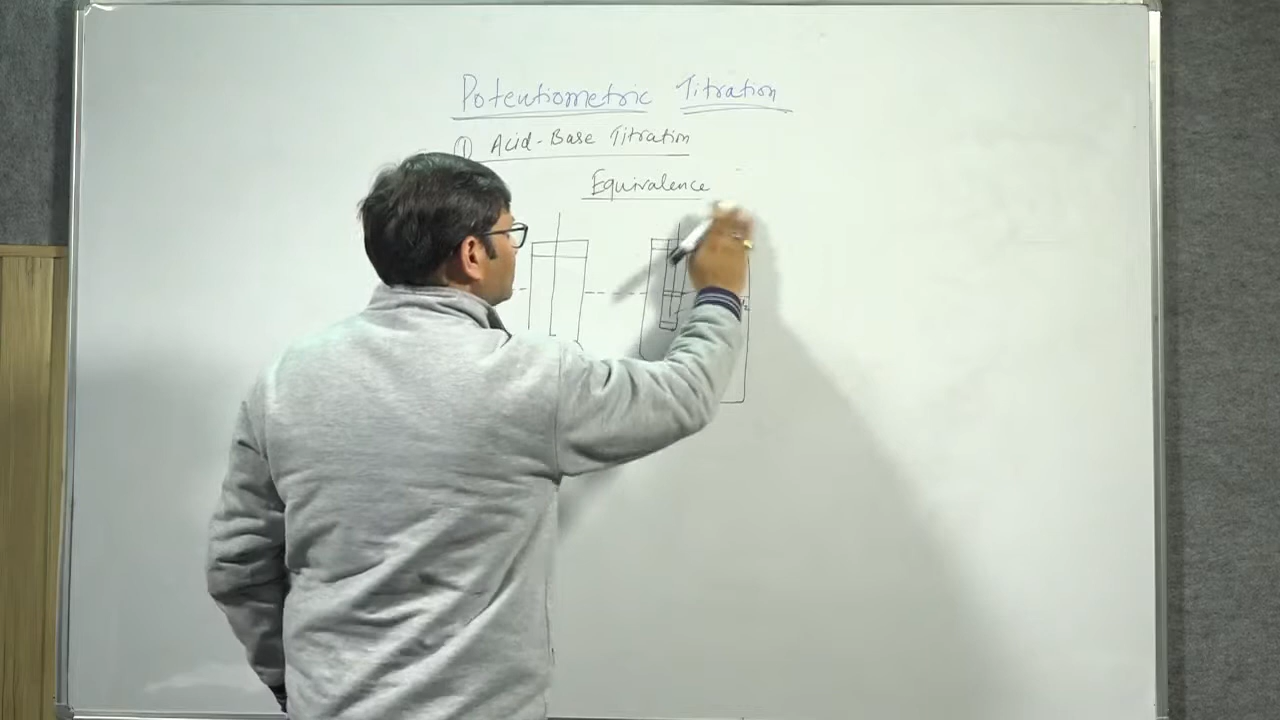 Potentiometric Titration
① Acid-Base Titration
Equivalence